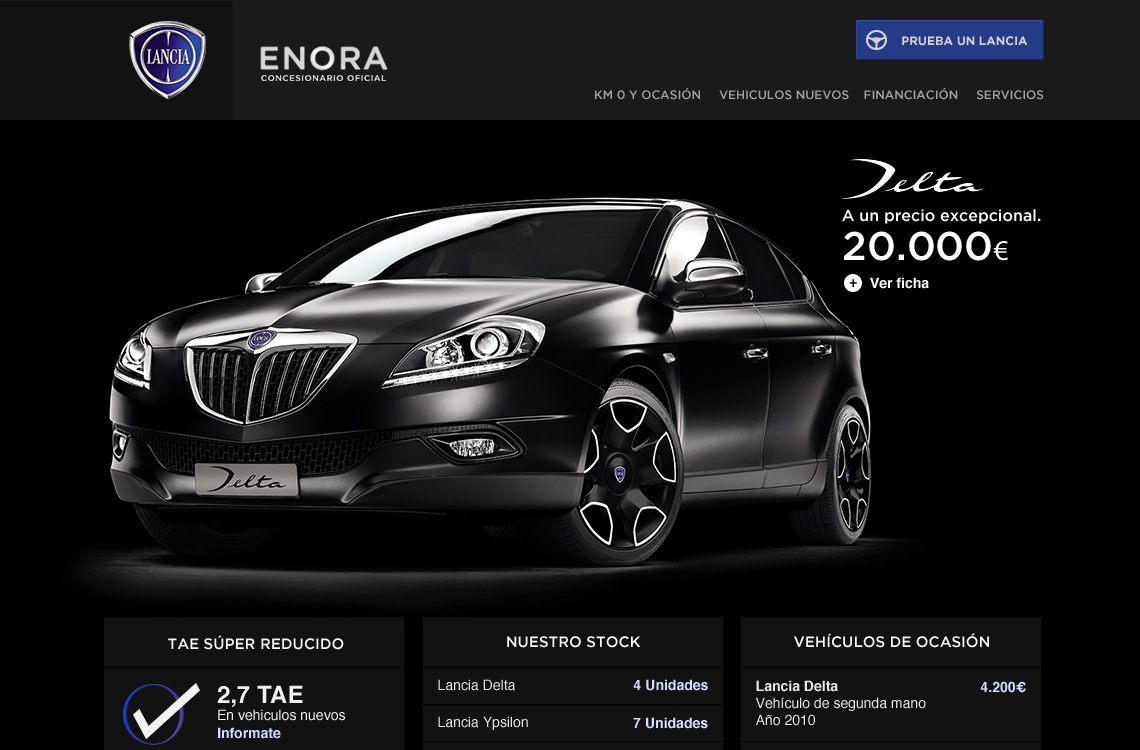 LANCIA
ENORA
CONCESIONARIO OFICIAL
PRUEBA UN LANCIA
KM 0 Y OCASIÓN
VEHICULOS NUEVOS
FINANCIACIÓN
SERVICIOS
Delta
A un precio excepcional.
20.000€
Ver ficha
LANCIA
Delta
TAE SÚPER REDUCIDO
2,7 TAE
En vehiculos nuevos
Informate
NUESTRO STOCK
Lancia Delta 4 Unidades
Lancia Ypsilon 7 Unidades
VEHÍCULOS DE OCASIÓN
Lancia Delta 4.200€
Vehículo de segunda mano
Año 2010